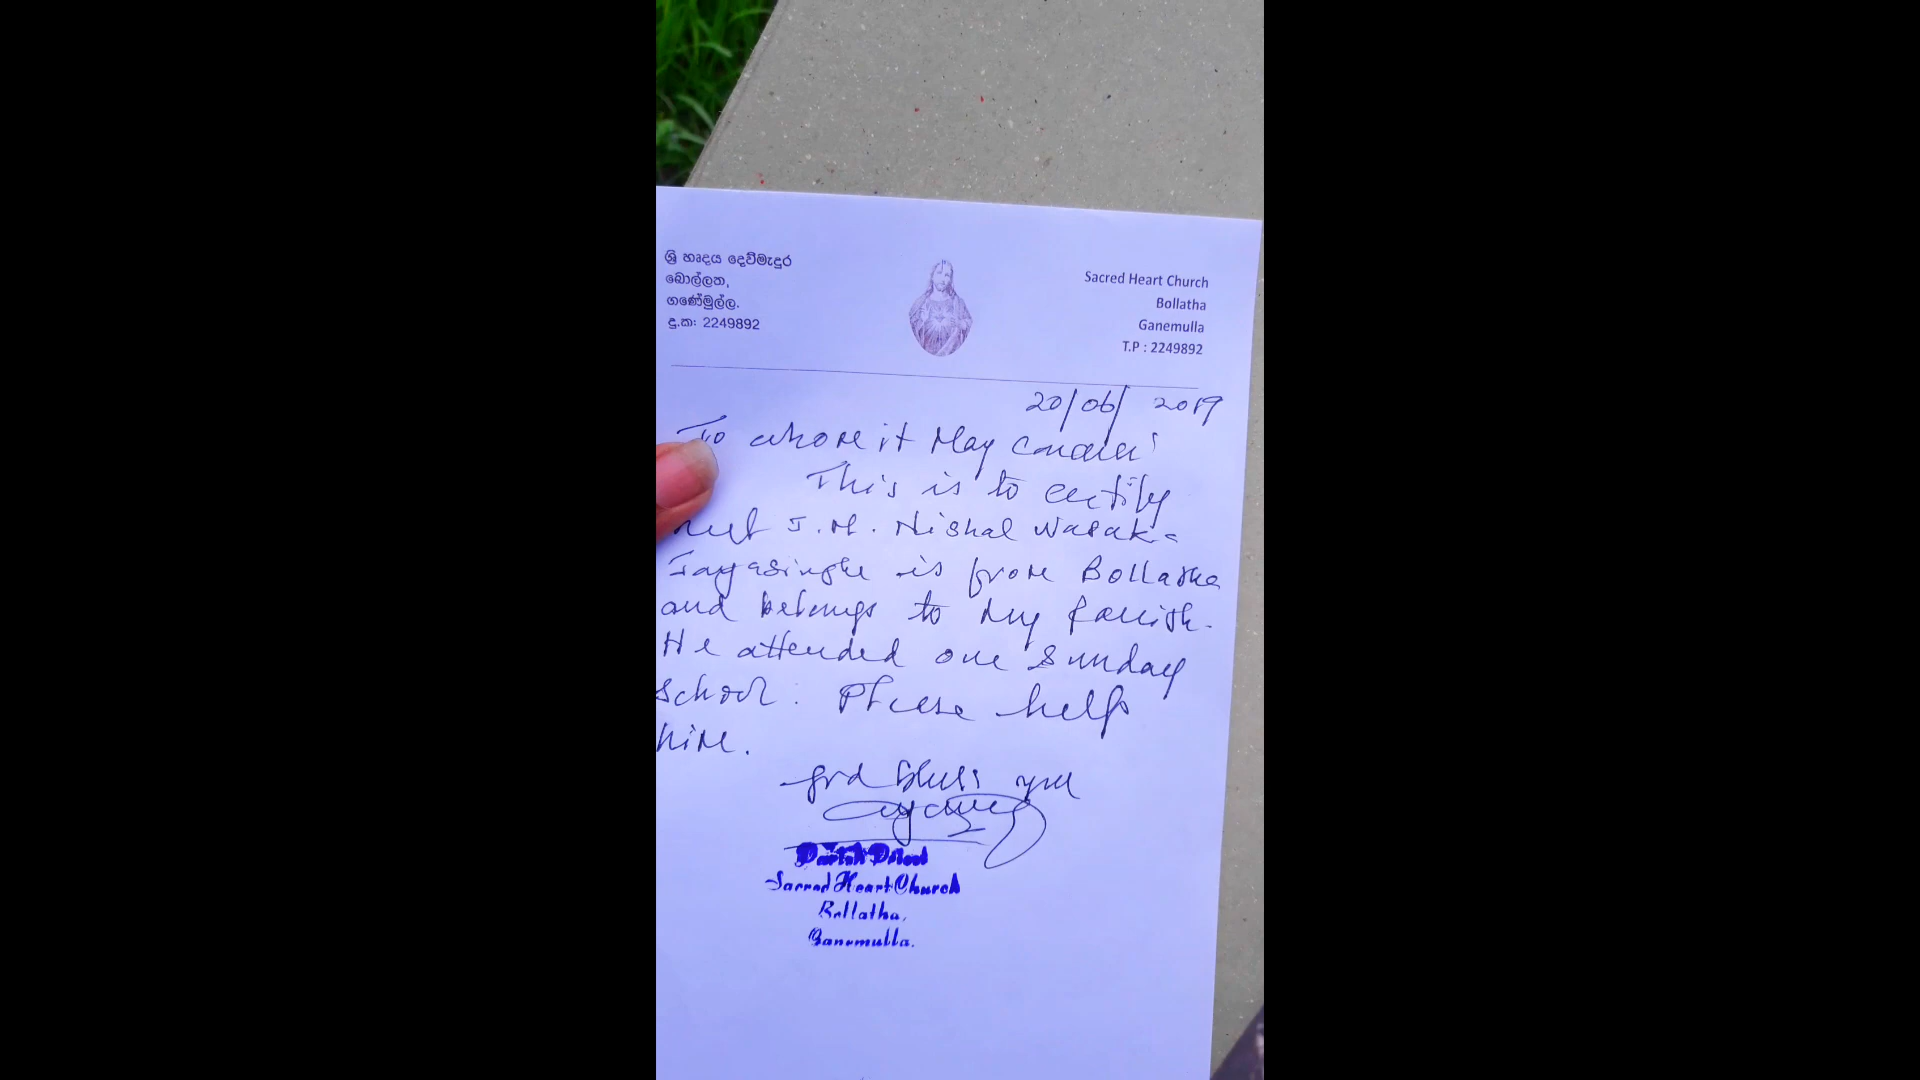 ශ්‍රී හෘදය දෙව්මැදුර
බොල්ලත,
ගණේමුල්ල.
දු.ක: 2249892
Sacred Heart Church
Bollatha
Ganemulla
T.P : 2249892
20/06/ 2019
To whom it May concern
This is to certify
that J.M. Nishal
Jayasinghe is from Bollatha
and belongs to my Parish.
He attended our Sunday
School. Please help
him.
God bless you
Parish Priest
Sacred Heart Church
Bollatha,
Ganemulla.